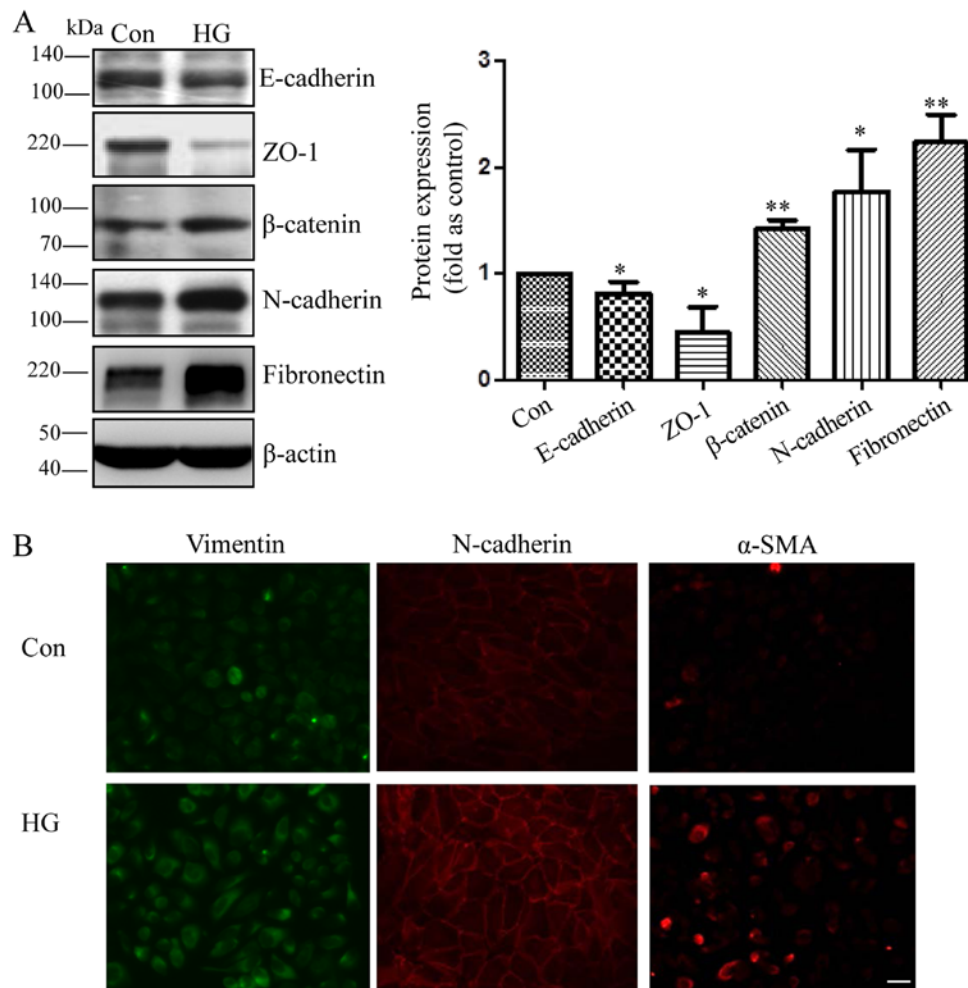 A
kDa Con HG
140
100
E-cadherin
220
ZO-1
100
70
β-catenin
140
100
N-cadherin
220
Fibronectin
50
40
β-actin
Protein expression
(fold as control)
3
2
1
0
*
*
**
*
**
Con
E-cadherin
ZO-1
β-catenin
N-cadherin
Fibronectin
B
Vimentin N-cadherin α-SMA
Con
HG